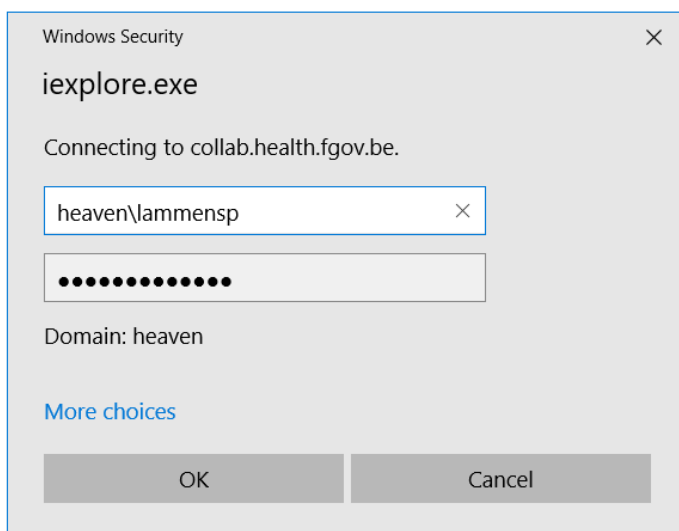 Windows Security
iexplore.exe
Connecting to collab.health.fgov.be.
heaven\lammensp
●●●●●●●●●●●●●
Domain: heaven
More choices
OK Cancel